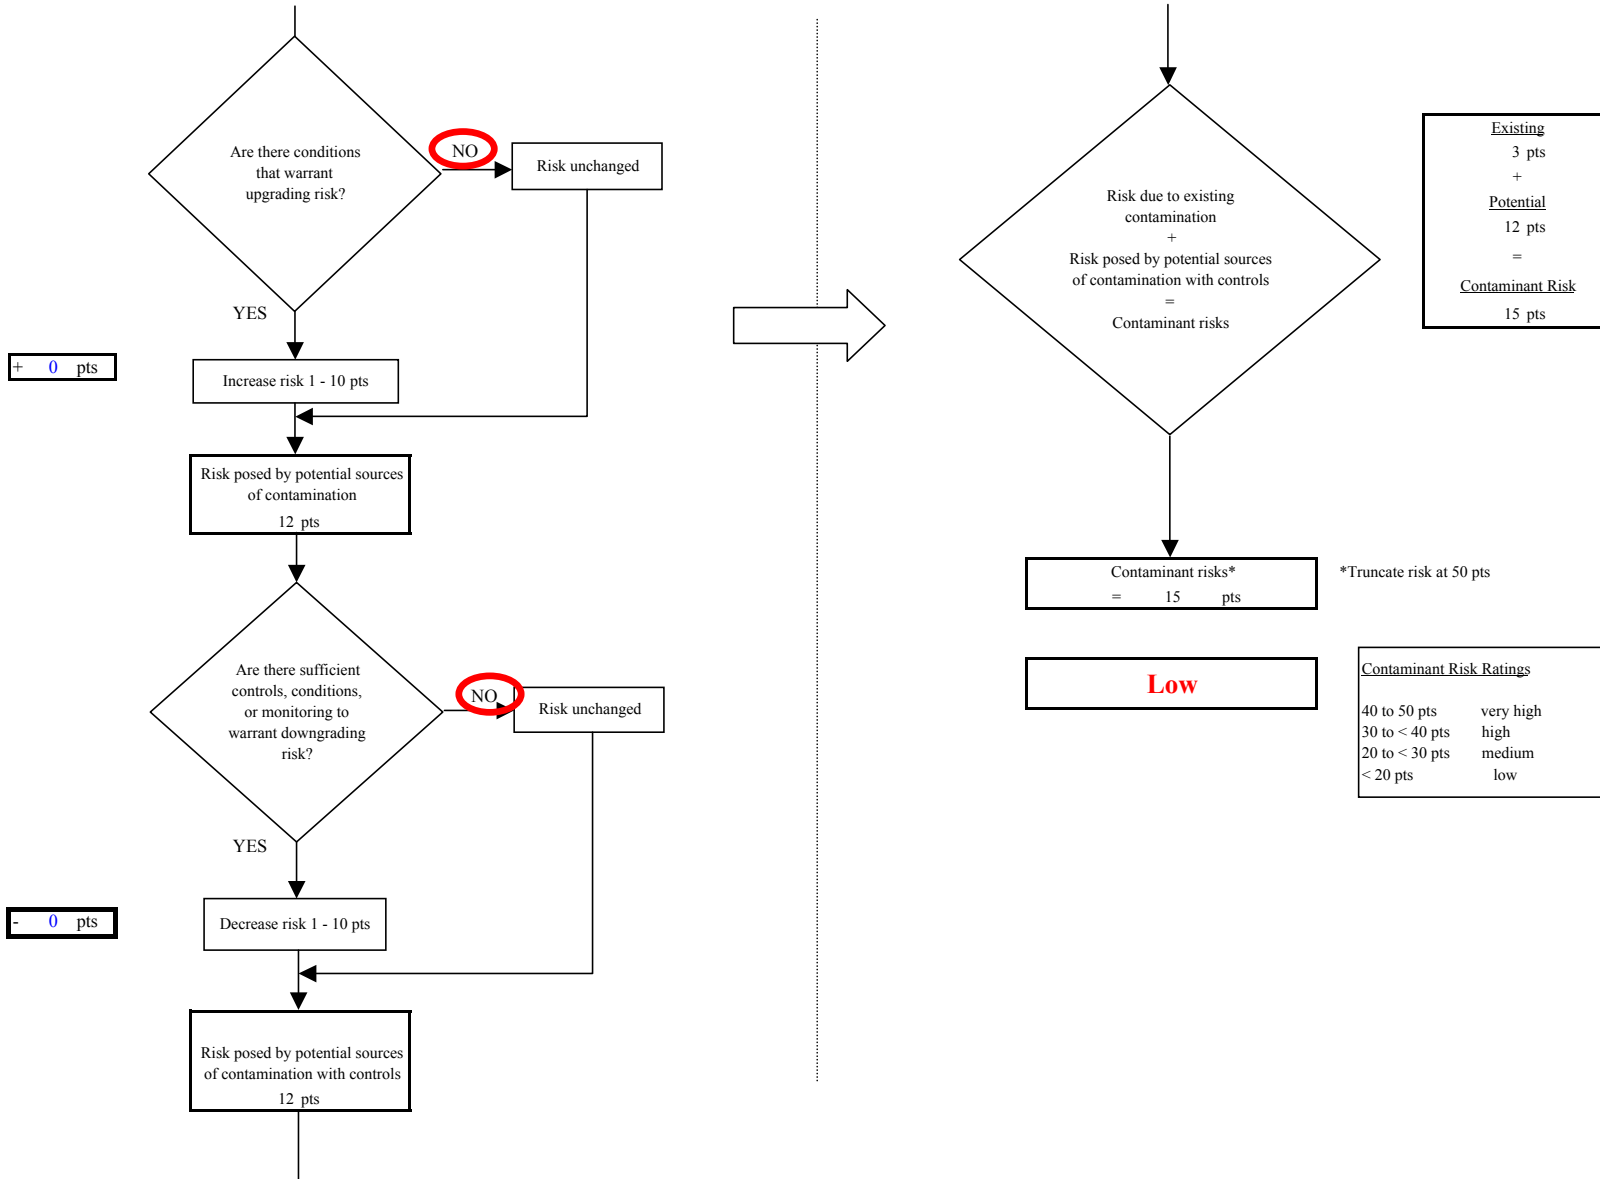 Are there conditions
that warrant
upgrading risk?
NO
Risk unchanged
YES
+ 0 pts
Increase risk 1 - 10 pts
Risk posed by potential sources
of contamination
12 pts
Are there sufficient
controls, conditions,
or monitoring to
warrant downgrading
risk?
NO
Risk unchanged
YES
- 0 pts
Decrease risk 1 - 10 pts
Risk posed by potential sources
of contamination with controls
12 pts
Risk due to existing
contamination
+
Risk posed by potential sources
of contamination with controls
=
Contaminant risks
Existing
3 pts
+
Potential
12 pts
=
Contaminant Risk
15 pts
Contaminant risks*
= 15 pts
*Truncate risk at 50 pts
Low
Contaminant Risk Ratings
40 to 50 pts very high
30 to < 40 pts high
20 to < 30 pts medium
< 20 pts low